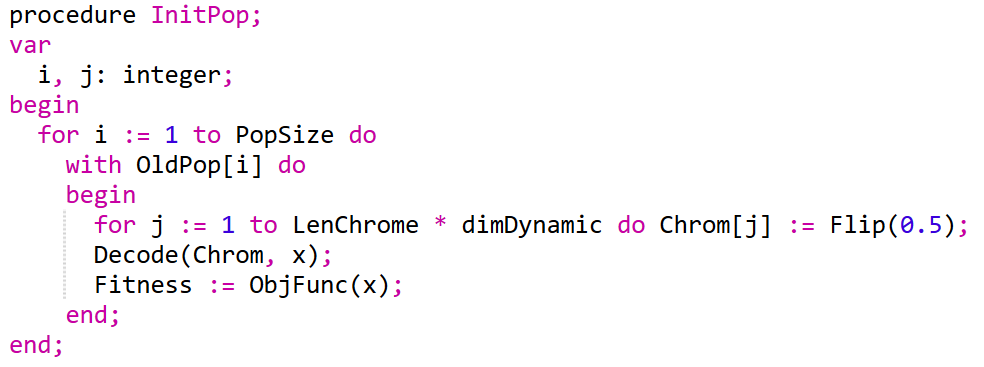 procedure InitPop;
var
  i, j: integer;
begin
  for i := 1 to PopSize do
    with OldPop[i] do
    begin
      for j := 1 to LenChrome * dimDynamic do Chrom[j] := Flip(0.5);
      Decode(Chrom, x);
      Fitness := ObjFunc(x);
    end;
end;